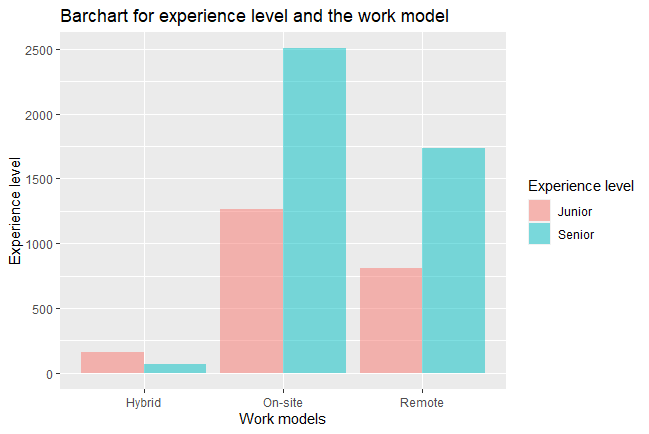 Barchart for experience level and the work model
2500
2000
1500
1000
500
0
Experience level
Hybrid
On-site
Remote
Work models
Experience level
Junior
Senior